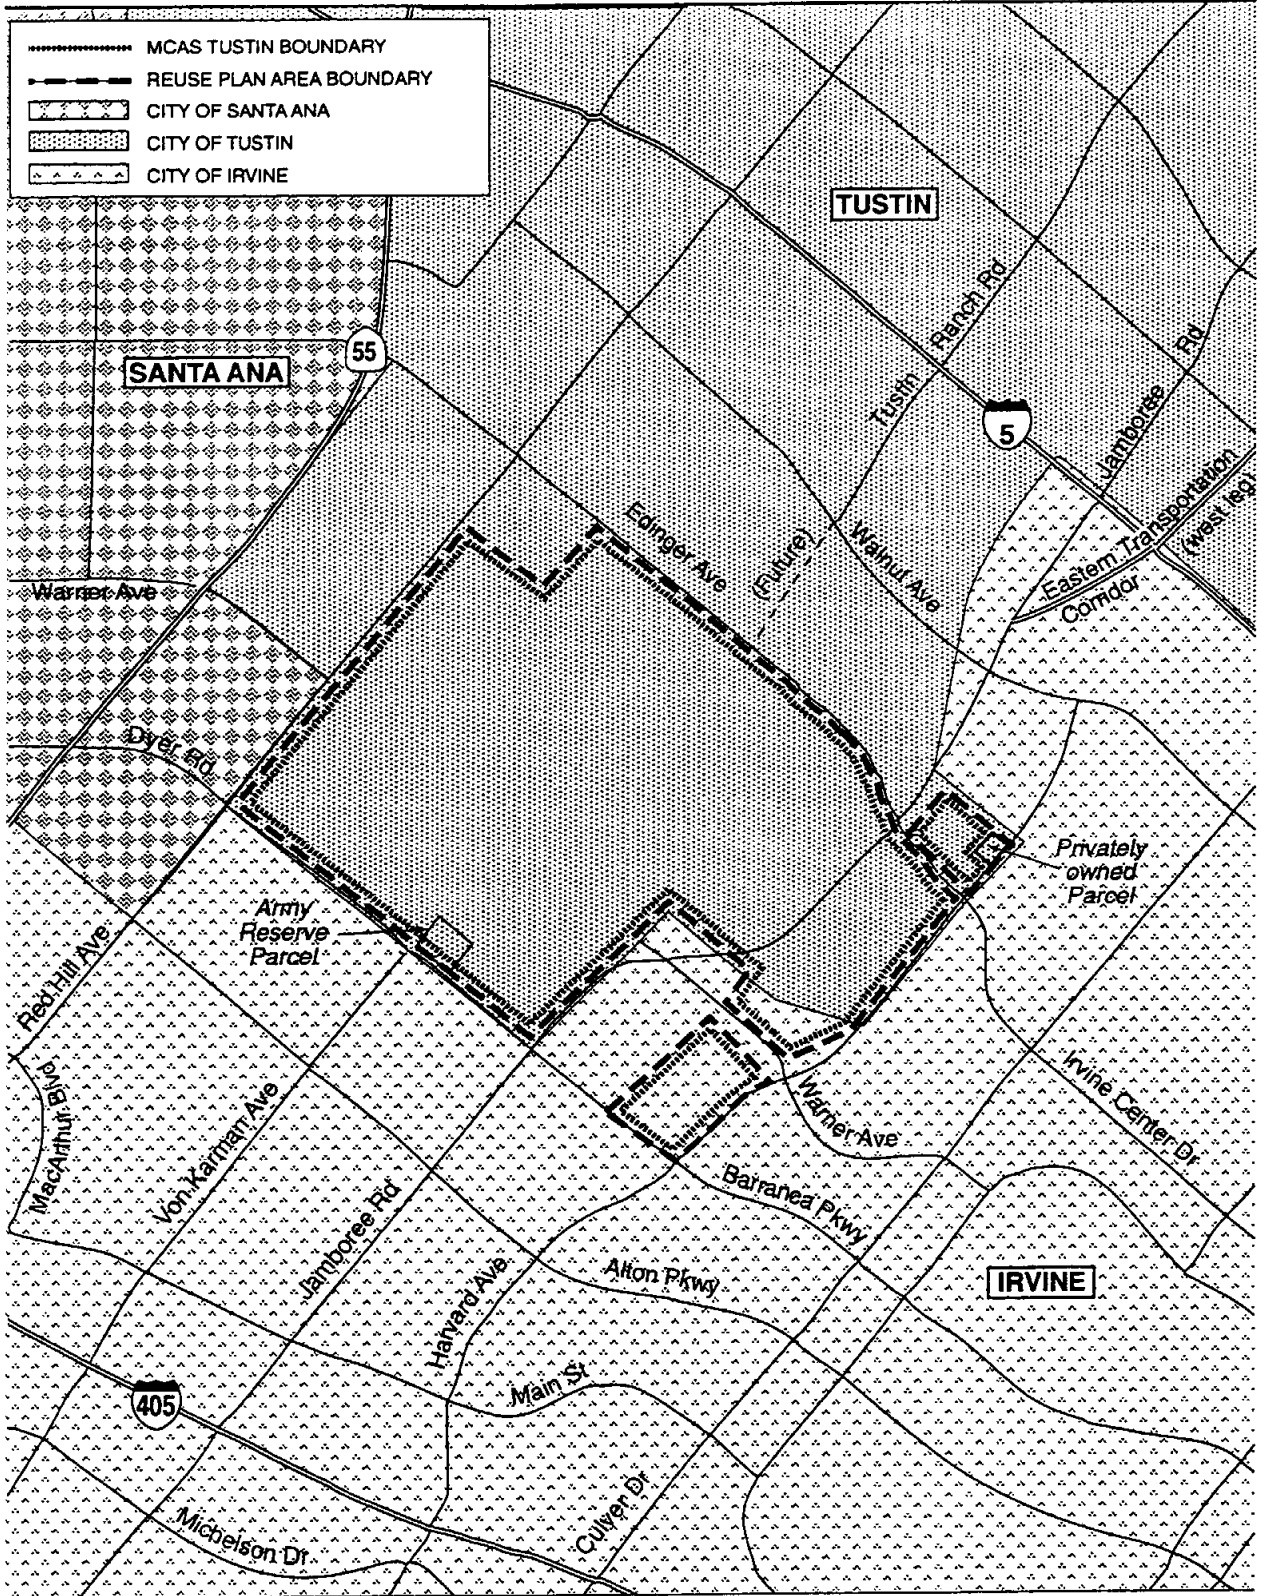 MCAS TUSTIN BOUNDARY
REUSE PLAN AREA BOUNDARY
CITY OF SANTA ANA
CITY OF TUSTIN
CITY OF IRVINE
TUSTIN
Tustin Ranch Rd
Jamboree Rd
55
SANTA ANA
5
Eastern Transportation
Corridor
(west leg)
Edinger Ave
(Future)
Walnut Ave
Warner Ave
Dyer Rd
Privately
owned
Parcel
Army
Reserve
Parcel
Red Hill Ave
MacArthur Blvd
Von Karman Ave
Jamboree Rd
Harvard Ave
Warner Ave
Irvine Center Dr
Barranea Pkwy
Alton Pkwy
IRVINE
Main St
405
Culver Dr
Michelson Dr